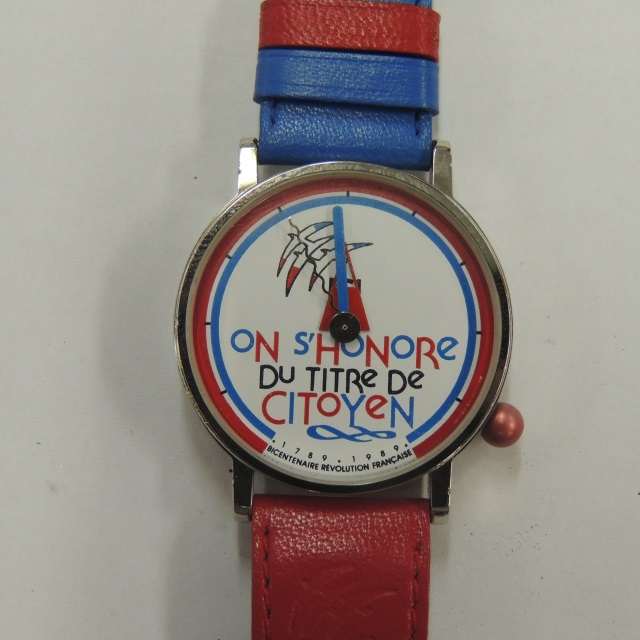 ON S'HONORe
DU TITRe De
CITOYeN
• 1789 • 1989 •
BICENTENAIRE RÉVOLUTION FRANÇAISE